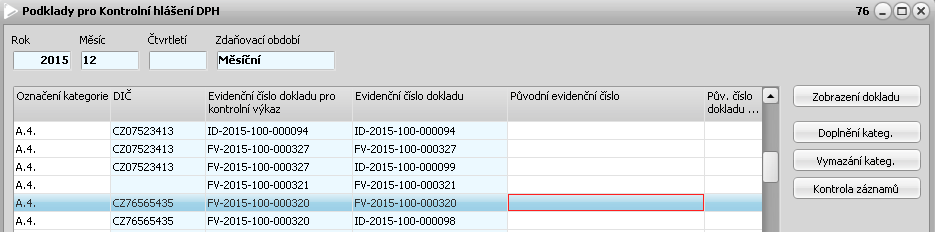 Podklady pro Kontrolní hlášení DPH 76
Rok Měsíc Čtvrtletí Zdaňovací období
2015 12 Měsíční
Označení kategorie DIČ Evidenční číslo dokladu pro kontrolní výkaz Evidenční číslo dokladu Původní evidenční číslo Pův. číslo dokladu ...
A.4. CZ07523413 ID-2015-100-000094 ID-2015-100-000094
A.4. CZ07523413 FV-2015-100-000327 FV-2015-100-000327
A.4. CZ07523413 FV-2015-100-000327 ID-2015-100-000099
A.4. FV-2015-100-000321 FV-2015-100-000321
A.4. CZ76565435 FV-2015-100-000320 FV-2015-100-000320
A.4. CZ76565435 FV-2015-100-000320 ID-2015-100-000098
Zobrazení dokladu
Doplnění kateg.
Vymazání kateg.
Kontrola záznamů